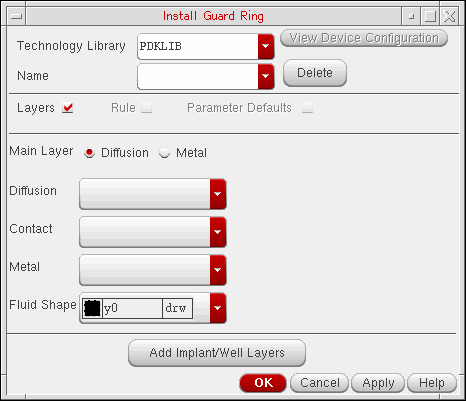 Install Guard Ring
Technology Library PDKLIB View Device Configuration
Name Delete
Layers Rule Parameter Defaults
Main Layer Diffusion Metal
Diffusion
Contact
Metal
Fluid Shape y0 drw
Add Implant/Well Layers
OK Cancel Apply Help